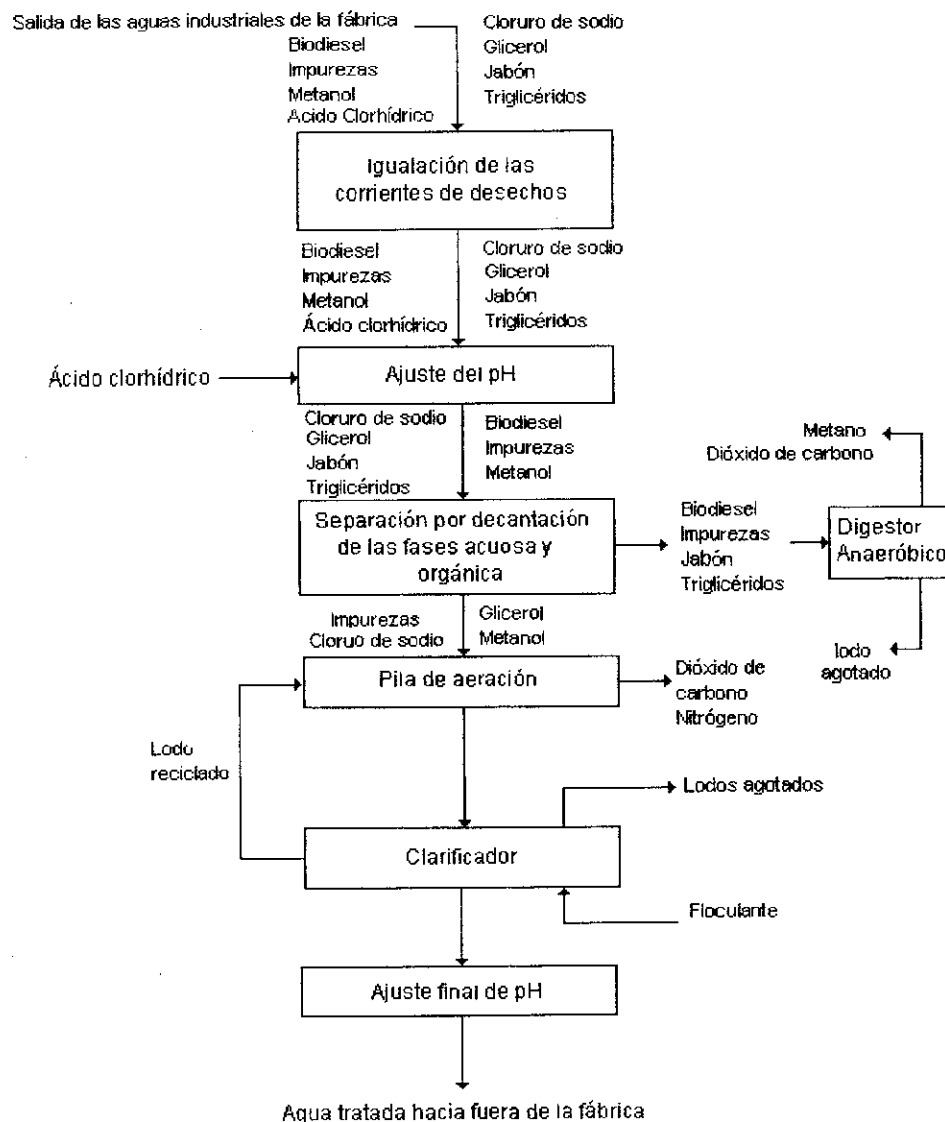 Salida de las aguas industriales de la fábrica
Biodiesel
Impurezas
Metanol
Acido Clorhídrico
Cloruro de sodio
Glicerol
Jabón
Triglicéridos
Igualación de las
corrientes de desechos
Biodiesel
Impurezas
Metanol
Ácido clorhídrico
Cloruro de sodio
Glicerol
Jabón
Triglicéridos
Ácido clorhídrico
Ajuste del pH
Cloruro de sodio
Glicerol
Jabón
Triglicéridos
Biodiesel
Impurezas
Metanol
Metano
Dióxido de carbono
Separación por decantación
de las fases acuosa y
orgánica
Biodiesel
Impurezas
Jabón
Triglicéridos
Digestor
Anaeróbico
lodo
agotado
Impurezas
Cloruo de sodio
Glicerol
Metanol
Pila de aeración
Dióxido de
carbono
Nitrógeno
Lodo
reciclado
Lodos agotados
Clarificador
Floculante
Ajuste final de pH
Agua tratada hacia fuera de la fábrica